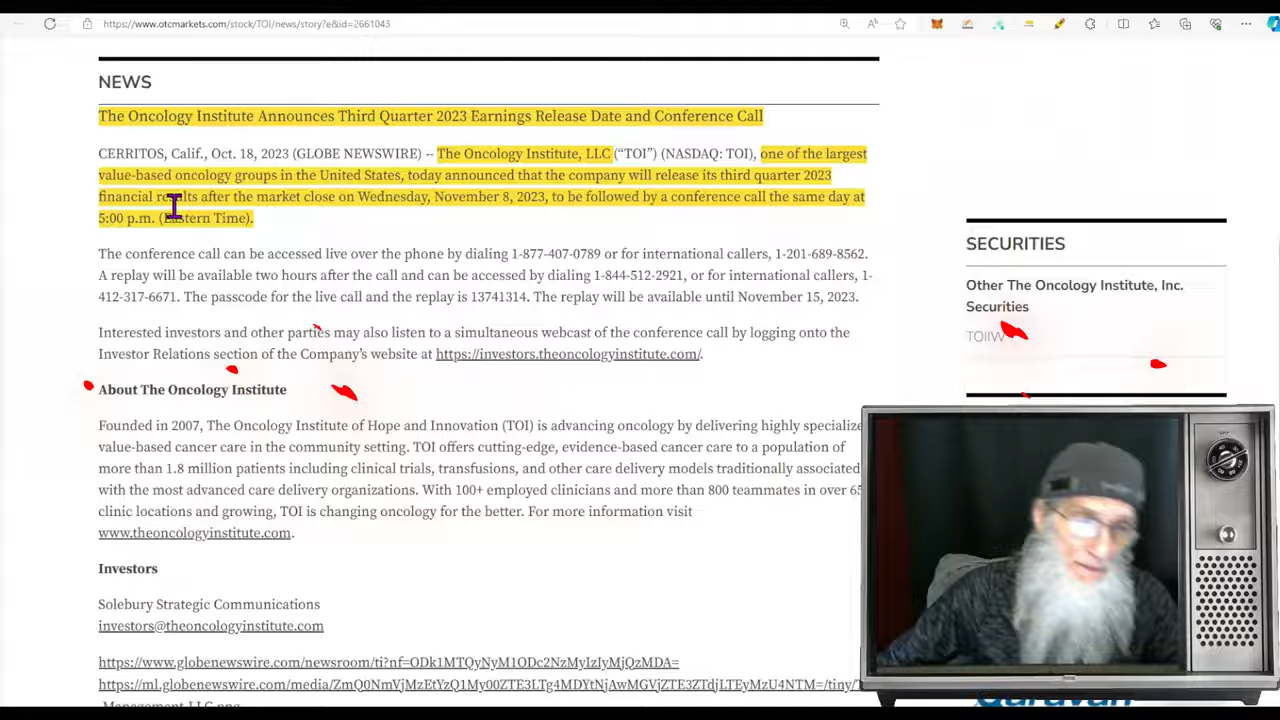 https://www.otcmarkets.com/stock/TOI/news/story?e&id=2661043
NEWS
The Oncology Institute Announces Third Quarter 2023 Earnings Release Date and Conference Call
CERRITOS, Calif., Oct. 18, 2023 (GLOBE NEWSWIRE) -- The Oncology Institute, LLC (“TOI”) (NASDAQ: TOI), one of the largest
value-based oncology groups in the United States, today announced that the company will release its third quarter 2023
financial results after the market close on Wednesday, November 8, 2023, to be followed by a conference call the same day at
5:00 p.m. (Eastern Time).
The conference call can be accessed live over the phone by dialing 1-877-407-0789 or for international callers, 1-201-689-8562.
A replay will be available two hours after the call and can be accessed by dialing 1-844-512-2921, or for international callers, 1-
412-317-6671. The passcode for the live call and the replay is 13741314. The replay will be available until November 15, 2023.
Interested investors and other parties may also listen to a simultaneous webcast of the conference call by logging onto the
Investor Relations section of the Company’s website at https://investors.theoncologyinstitute.com/.
About The Oncology Institute
Founded in 2007, The Oncology Institute of Hope and Innovation (TOI) is advancing oncology by delivering highly specialize
value-based cancer care in the community setting. TOI offers cutting-edge, evidence-based cancer care to a population of
more than 1.8 million patients including clinical trials, transfusions, and other care delivery models traditionally associated
with the most advanced care delivery organizations. With 100+ employed clinicians and more than 800 teammates in over 65
clinic locations and growing, TOI is changing oncology for the better. For more information visit
www.theoncologyinstitute.com.
Investors
Solebury Strategic Communications
investors@theoncologyinstitute.com
https://www.globenewswire.com/newsroom/ti?nf=ODk1MTQyNyM1ODc2NzMyIzIyMjQzMDA=
https://ml.globenewswire.com/media/ZmQ0NmVjMzEtYzQ1My00ZTE3LTg4MDYtNjAwMGVjZTE3ZTdjLTEyMzU4NTM=/tiny/
SECURITIES
Other The Oncology Institute, Inc.
Securities
TOIIW